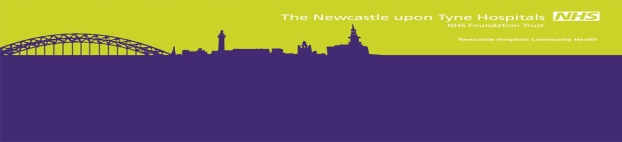 The Newcastle upon Tyne Hospitals NHS
NHS Foundation Trust
Newcastle Hospitals Community Health